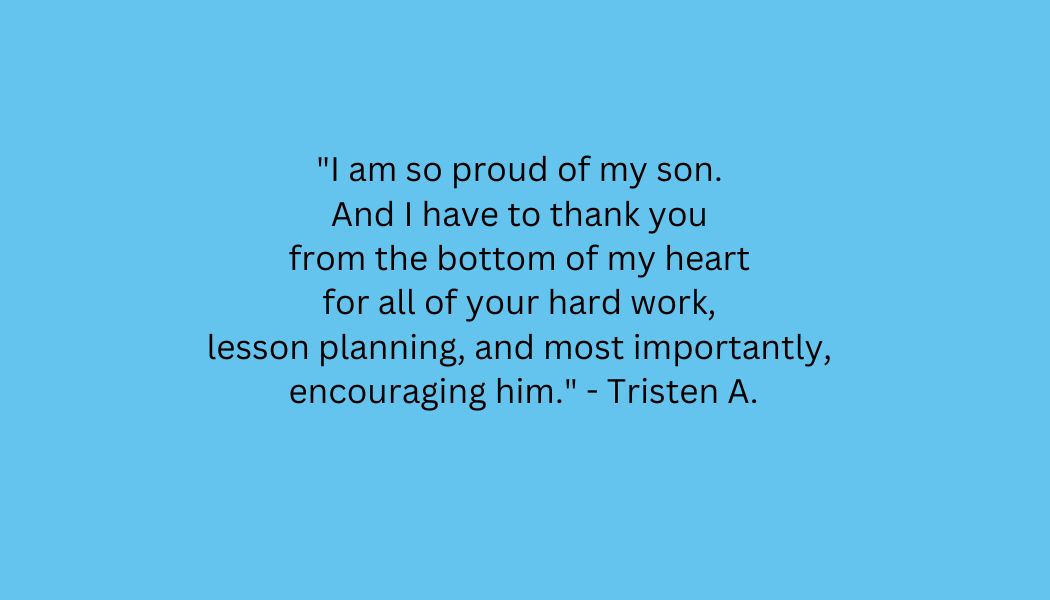 "I am so proud of my son.
And I have to thank you
from the bottom of my heart
for all of your hard work,
lesson planning, and most importantly,
encouraging him." - Tristen A.